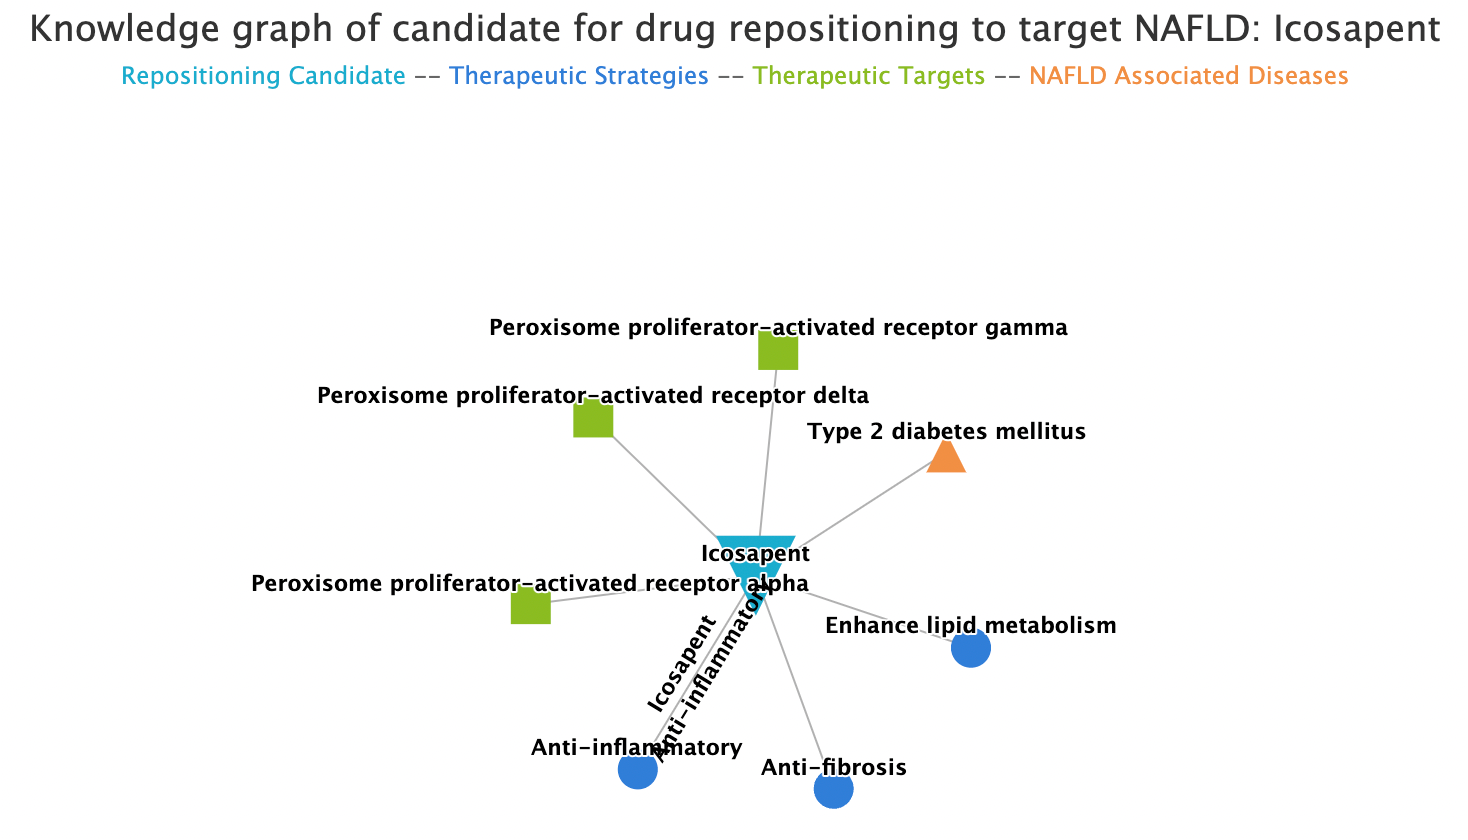 Knowledge graph of candidate for drug repositioning to target NAFLD: Icosapent
Repositioning Candidate -- Therapeutic Strategies -- Therapeutic Targets -- NAFLD Associated Diseases
Peroxisome proliferator-activated receptor gamma
Peroxisome proliferator-activated receptor delta
Type 2 diabetes mellitus
Icosapent
Peroxisome proliferator-activated receptor alpha
Enhance lipid metabolism
Icosapent
Anti-inflammatory
Anti-inflammatory
Anti-fibrosis